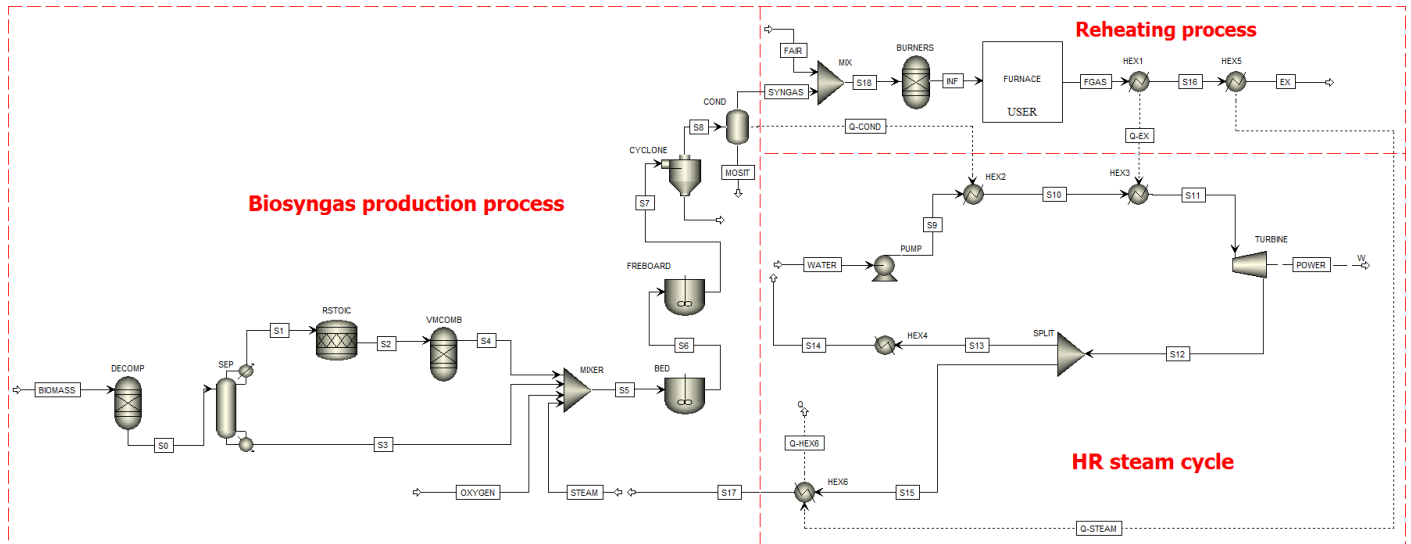 Reheating process
FAIR
MIX
S18
BURNERS
INF
FURNACE
USER
FGAS
HEX1
S16
HEX5
EX
SYNGAS
COND
S8
Q-COND
Q-EX
CYCLONE
MOSIT
S7
HEX2
S10
HEX3
S11
Biosyngas production process
S9
PUMP
WATER
TURBINE
POWER
W
FREBOARD
RSTOIC
S1
S2
VMCOMB
S4
S6
HEX4
S14
S13
SPLIT
S12
DECOMP
SEP
MIXER
BED
BIOMASS
S5
S0
S3
Q
Q-HEX6
HR steam cycle
OXYGEN
STEAM
S17
HEX6
S15
Q-STEAM